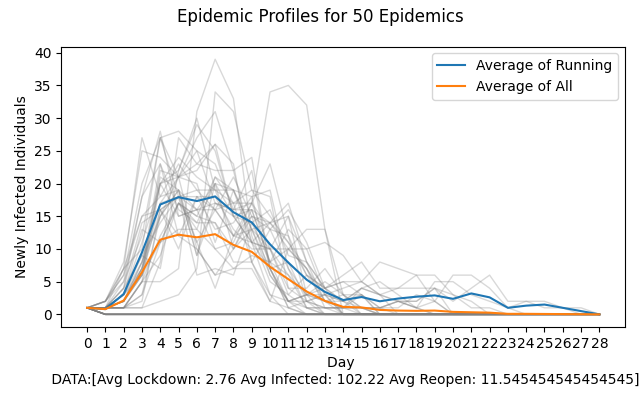 Epidemic Profiles for 50 Epidemics
40
35
30
25
20
15
10
5
0
Newly Infected Individuals
Average of Running
Average of All
0 1 2 3 4 5 6 7 8 9 10 11 12 13 14 15 16 17 18 19 20 21 22 23 24 25 26 27 28
Day
DATA:[Avg Lockdown: 2.76 Avg Infected: 102.22 Avg Reopen: 11.545454545454545]